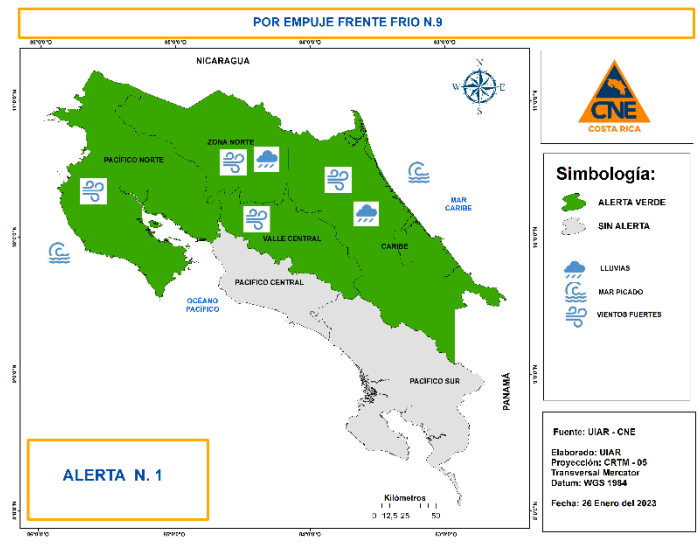 POR EMPUJE FRENTE FRIO N.9
NICARAGUA
N
W
E
S
CNE
COSTA RICA
ZONA NORTE
PACÍFICO NORTE
MAR
CARIBE
VALLE CENTRAL
CARIBE
PACIFICO CENTRAL
OCÉANO
PACÍFICO
PACÍFICO SUR
PANAMÁ
Simbología:
ALERTA VERDE
SIN ALERTA
LLUVIAS
MAR PICADO
VIENTOS FUERTES
ALERTA N. 1
Kilómetros
0 12,5 25 50
Fuente: UIAR - CNE
Elaborado: UIAR
Proyección: CRTM - 05
Transversal Mercator
Datum: WGS 1984
Fecha: 26 Enero del 2023